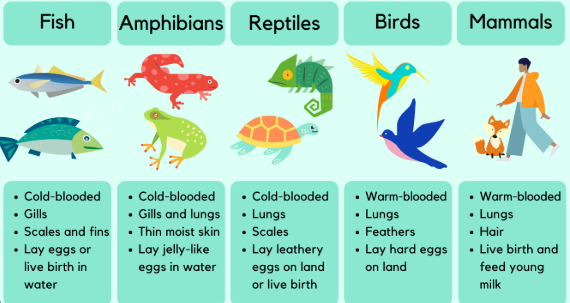 Fish
Amphibians
Reptiles
Birds
Mammals
• Cold-blooded
• Gills
• Scales and fins
• Lay eggs or
live birth in
water
• Cold-blooded
• Gills and lungs
• Thin moist skin
• Lay jelly-like
eggs in water
• Cold-blooded
• Lungs
• Scales
• Lay leathery
eggs on land
or live birth
• Warm-blooded
• Lungs
• Feathers
• Lay hard eggs
on land
• Warm-blooded
• Lungs
• Hair
• Live birth and
feed young
milk